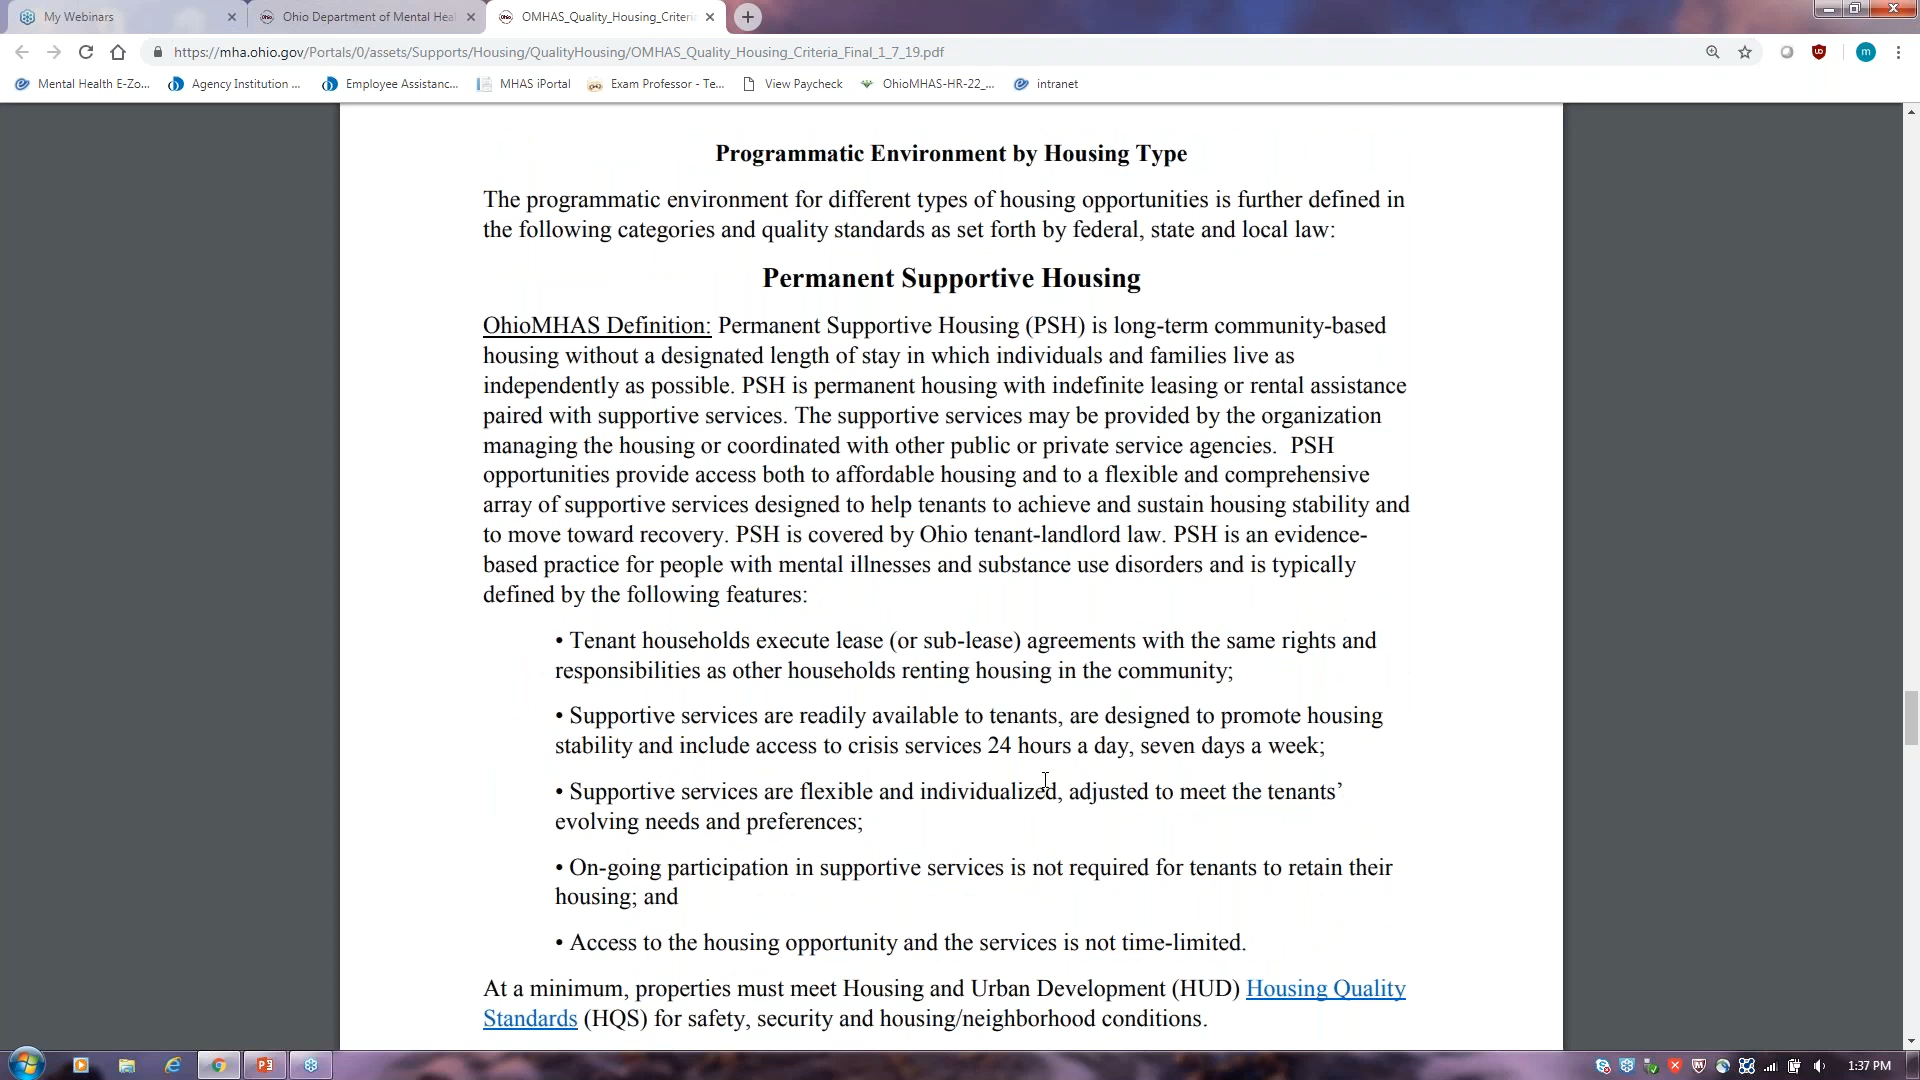 My Webinars
Ohio Department of Mental Hea
OMHAS_Quality_Housing_Criteria
https://mha.ohio.gov/Portals/0/assets/Supports/Housing/QualityHousing/OMHAS_Quality_Housing_Criteria_Final_1_7_19.pdf
Mental Health E-Zo... Agency Institution ... Employee Assistanc... MHAS iPortal Exam Professor - Te... View Paycheck OhioMHAS-HR-22_... intranet
Programmatic Environment by Housing Type
The programmatic environment for different types of housing opportunities is further defined in
the following categories and quality standards as set forth by federal, state and local law:
Permanent Supportive Housing
OhioMHAS Definition: Permanent Supportive Housing (PSH) is long-term community-based
housing without a designated length of stay in which individuals and families live as
independently as possible. PSH is permanent housing with indefinite leasing or rental assistance
paired with supportive services. The supportive services may be provided by the organization
managing the housing or coordinated with other public or private service agencies.  PSH
opportunities provide access both to affordable housing and to a flexible and comprehensive
array of supportive services designed to help tenants to achieve and sustain housing stability and
to move toward recovery. PSH is covered by Ohio tenant-landlord law. PSH is an evidence-
based practice for people with mental illnesses and substance use disorders and is typically
defined by the following features:
• Tenant households execute lease (or sub-lease) agreements with the same rights and
responsibilities as other households renting housing in the community;
• Supportive services are readily available to tenants, are designed to promote housing
stability and include access to crisis services 24 hours a day, seven days a week;
• Supportive services are flexible and individualized, adjusted to meet the tenants’
evolving needs and preferences;
• On-going participation in supportive services is not required for tenants to retain their
housing; and
• Access to the housing opportunity and the services is not time-limited.
At a minimum, properties must meet Housing and Urban Development (HUD) Housing Quality
Standards (HQS) for safety, security and housing/neighborhood conditions.
1:37 PM